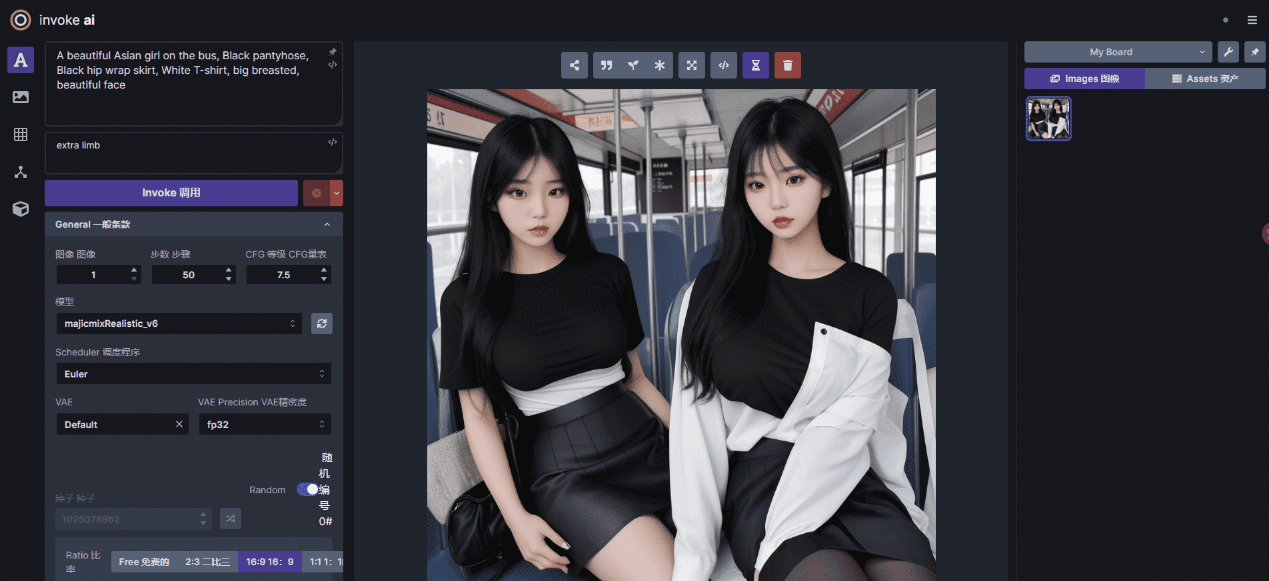 invoke ai
A beautiful Asian girl on the bus, Black pantyhose,
Black hip wrap skirt, White T-shirt, big breasted,
beautiful face
extra limb
Invoke 调用
General 一般条款
图像 图像
步数 步骤
CFG 等级 CFG量表
1
50
7.5
模型
majicmixRealistic_v6
Scheduler 调度程序
Euler
VAE
VAE Precision VAE精密度
Default
fp32
Random
随
机
编
号
0#
种子 种子
1025078962
Ratio 比
率
Free 免费的
2:3 二比三
16:9 16：9
1:1 1:
My Board
Images 图像
Assets 资产